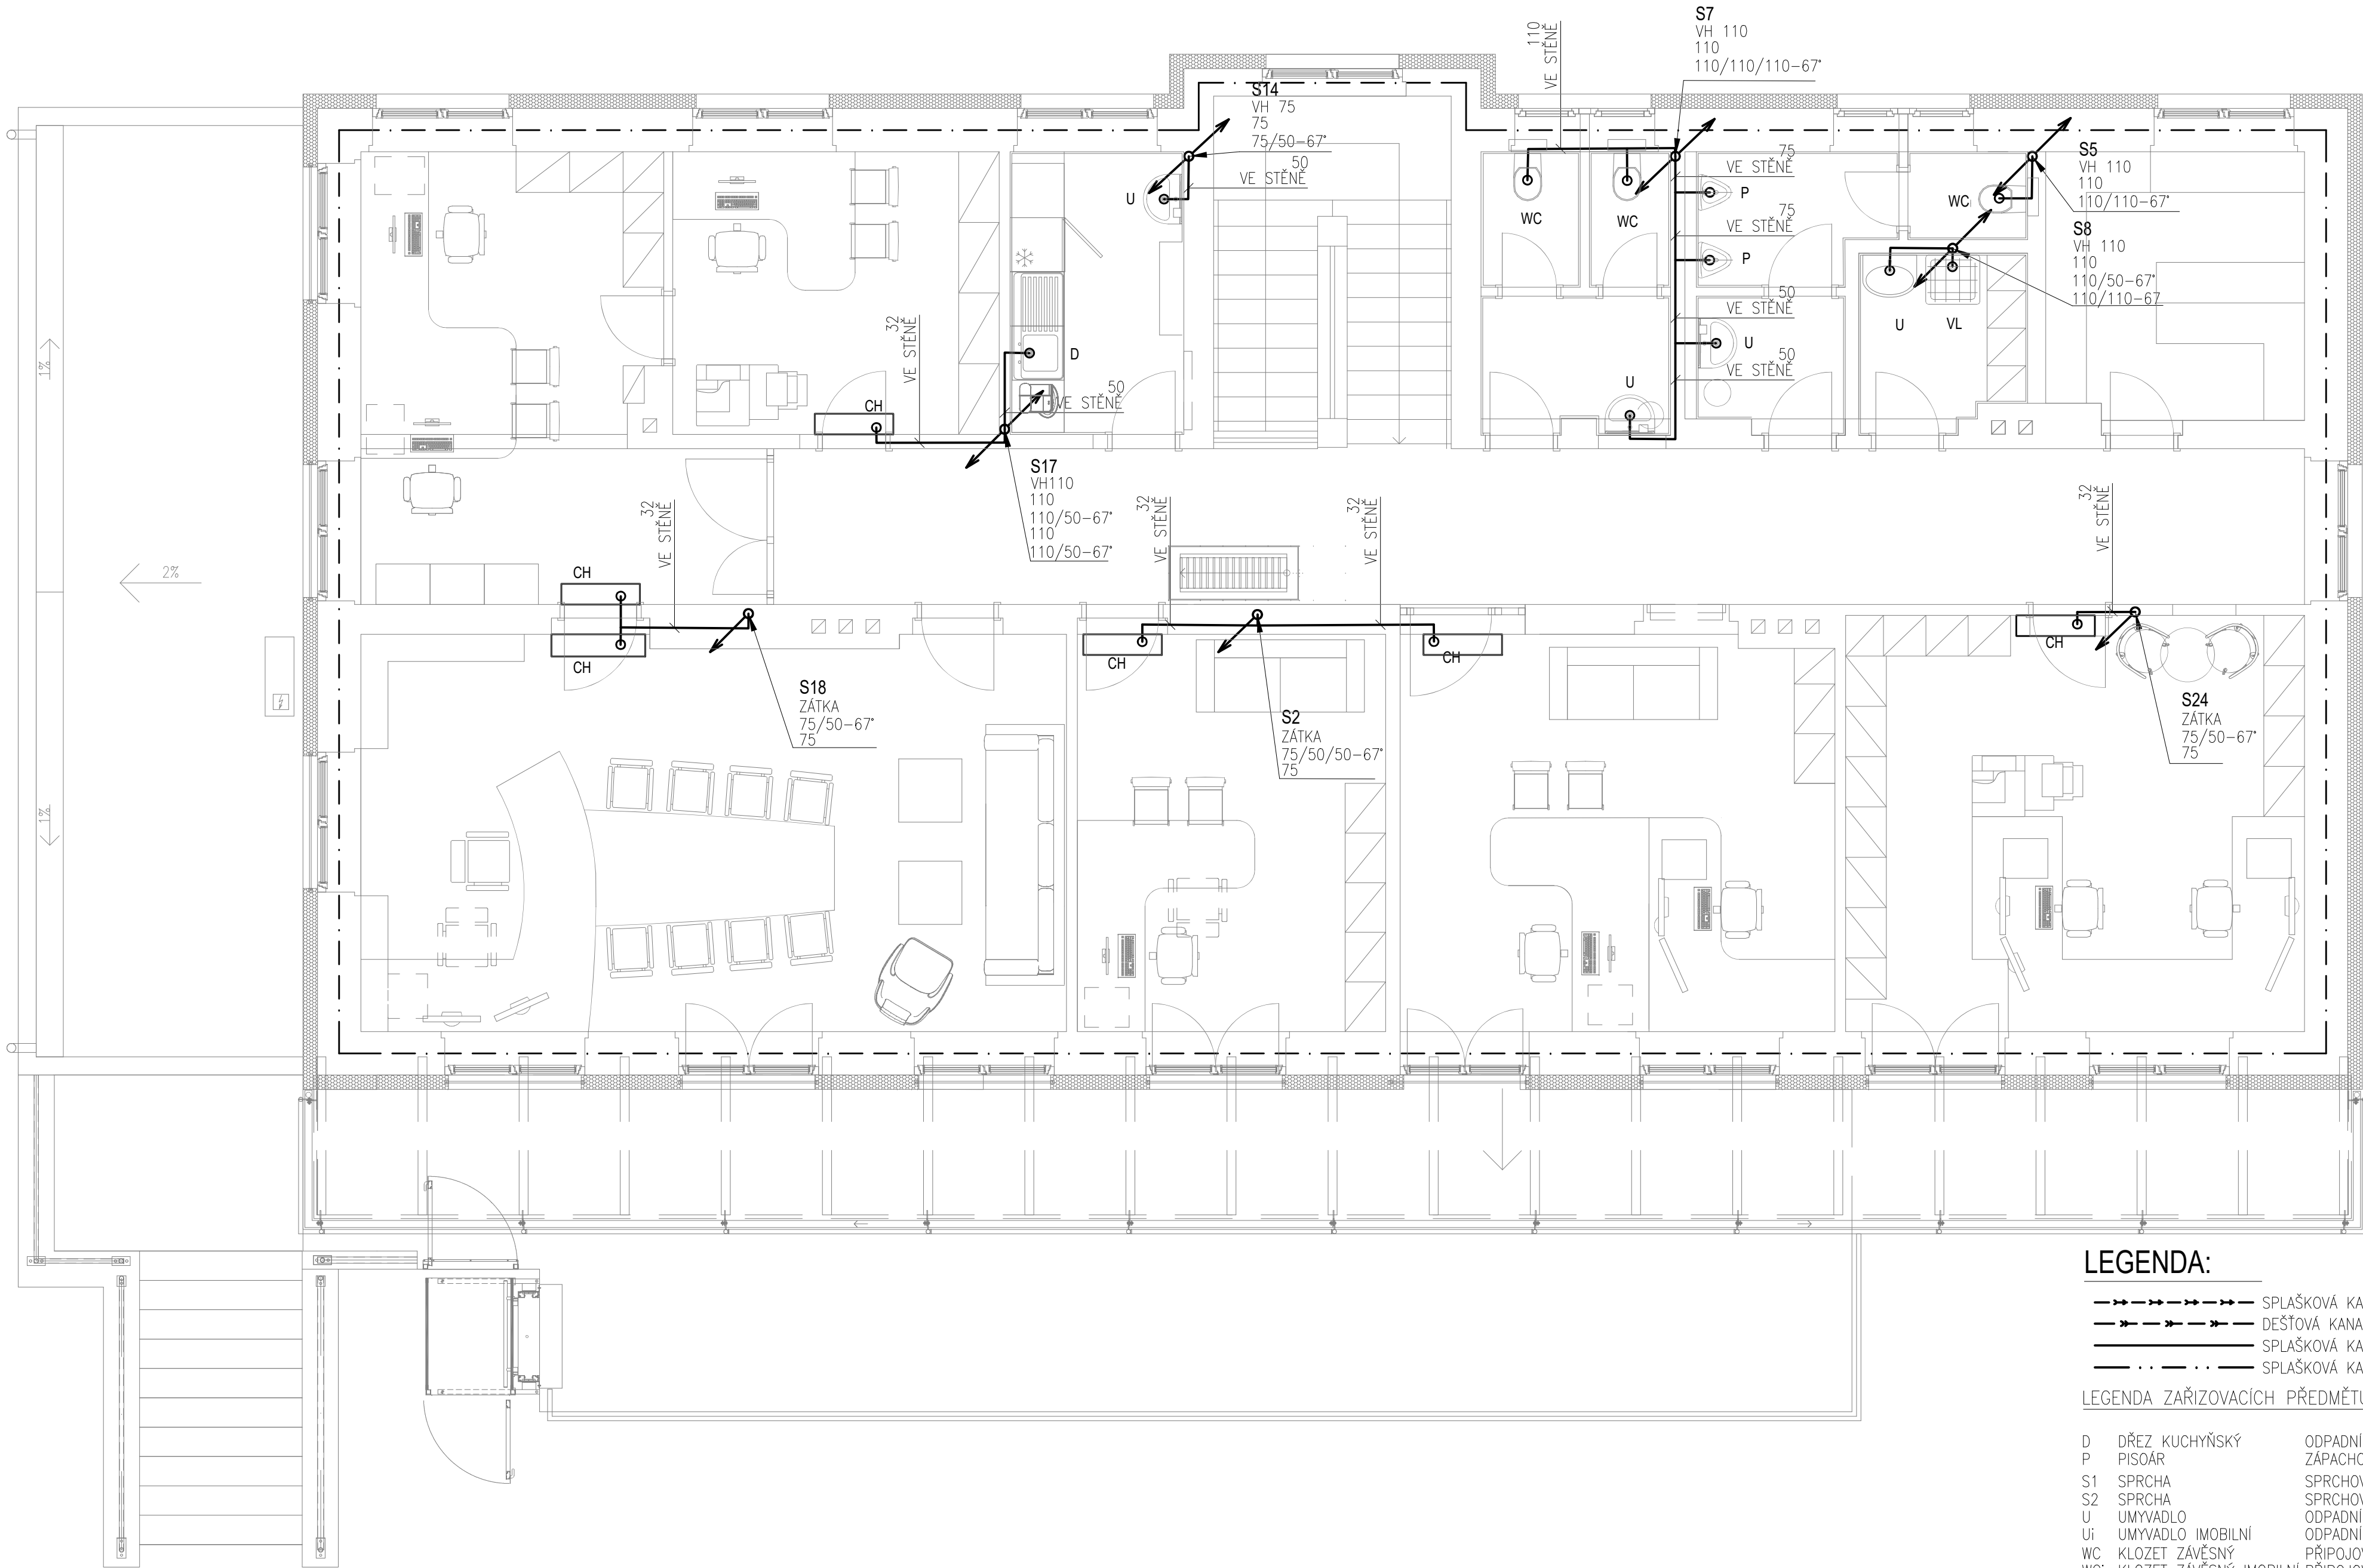 S7
VH 110
110
110/110/110-67°
110
VE STĚNĚ
S14
VH 75
75
75/50-67°
50
VE STĚNĚ
U
WC
WC
75
VE STĚNĚ
P
75
VE STĚNĚ
P
50
VE STĚNĚ
U
50
VE STĚNĚ
U
WC
S5
VH 110
110
110/110-67°
S8
VH 110
110
110/50-67°
110/110-67
U
VL
1%
2%
1%
32
VE STĚNĚ
D
CH
50
VE STĚNĚ
S17
VH110
110
110/50-67°
110
110/50-67°
32
VE STĚNĚ
32
VE STĚNĚ
32
VE STĚNĚ
32
VE STĚNĚ
CH
CH
CH
CH
CH
S18
ZÁTKA
75/50-67°
75
S2
ZÁTKA
75/50/50-67°
75
S24
ZÁTKA
75/50-67°
75
LEGENDA:
SPLAŠKOVÁ KA
DEŠŤOVÁ KANA
SPLAŠKOVÁ KA
SPLAŠKOVÁ KA
LEGENDA ZAŘIZOVACÍCH PŘEDMĚTŮ
D DŘEZ KUCHYŇSKÝ ODPADNÍ
P PISOÁR ZÁPACHO
S1 SPRCHA SPRCHOV
S2 SPRCHA SPRCHOV
U UMYVADLO ODPADNÍ
Ui UMYVADLO IMOBILNÍ ODPADNÍ
WC KLOZET ZÁVĚSNÝ PŘIPOJOV
WCi KLOZET ZÁVĚSNÝ IMOBILNÍ